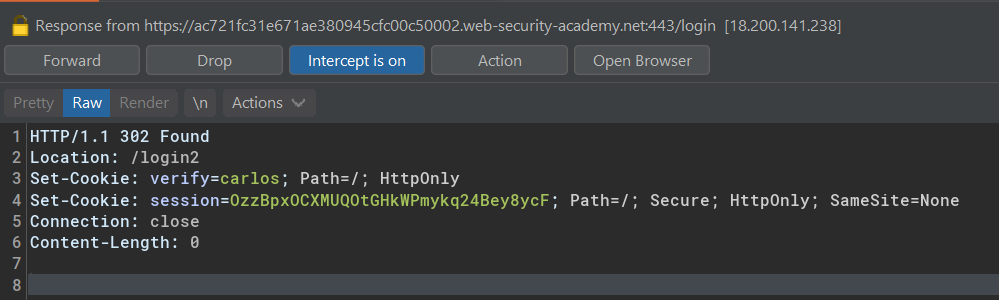 Response from https://ac721fc31e671ae380945cfc00c50002.web-security-academy.net:443/login [18.200.141.238]
Forward Drop Intercept is on Action Open Browser
Pretty Raw Render \n Actions
1 HTTP/1.1 302 Found
2 Location: /login2
3 Set-Cookie: verify=carlos; Path=/; HttpOnly
4 Set-Cookie: session=OzzBpxOCXMUQOtGHkWPmykq24Bey8ycF; Path=/; Secure; HttpOnly; SameSite=None
5 Connection: close
6 Content-Length: 0
7
8